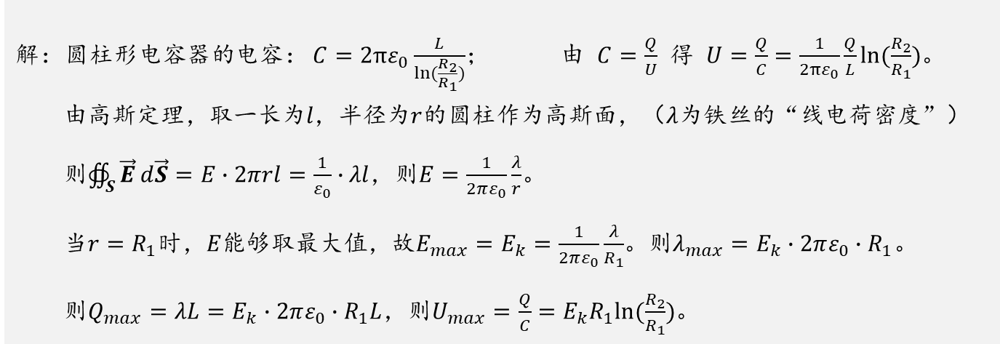 解：圆柱形电容器的电容：$C = 2\pi\varepsilon_0 \frac{L}{\ln(\frac{R_2}{R_1})}$；  由 $C = \frac{Q}{U}$ 得 $U = \frac{Q}{C} = \frac{1}{2\pi\varepsilon_0} \frac{Q}{L} \ln(\frac{R_2}{R_1})$。
由高斯定理，取一长为$l$，半径为$r$的圆柱作为高斯面，（$\lambda$为铁丝的“线电荷密度”）
则$\oiint_{\boldsymbol{S}} \vec{\boldsymbol{E}} \, d\vec{\boldsymbol{S}} = E \cdot 2\pi rl = \frac{1}{\varepsilon_0} \cdot \lambda l$，则$E = \frac{1}{2\pi\varepsilon_0} \frac{\lambda}{r}$。
当$r = R_1$时，$E$能够取最大值，故$E_{max} = E_k = \frac{1}{2\pi\varepsilon_0} \frac{\lambda}{R_1}$。则$\lambda_{max} = E_k \cdot 2\pi\varepsilon_0 \cdot R_1$。
则$Q_{max} = \lambda L = E_k \cdot 2\pi\varepsilon_0 \cdot R_1 L$，则$U_{max} = \frac{Q}{C} = E_k R_1 \ln(\frac{R_2}{R_1})$。